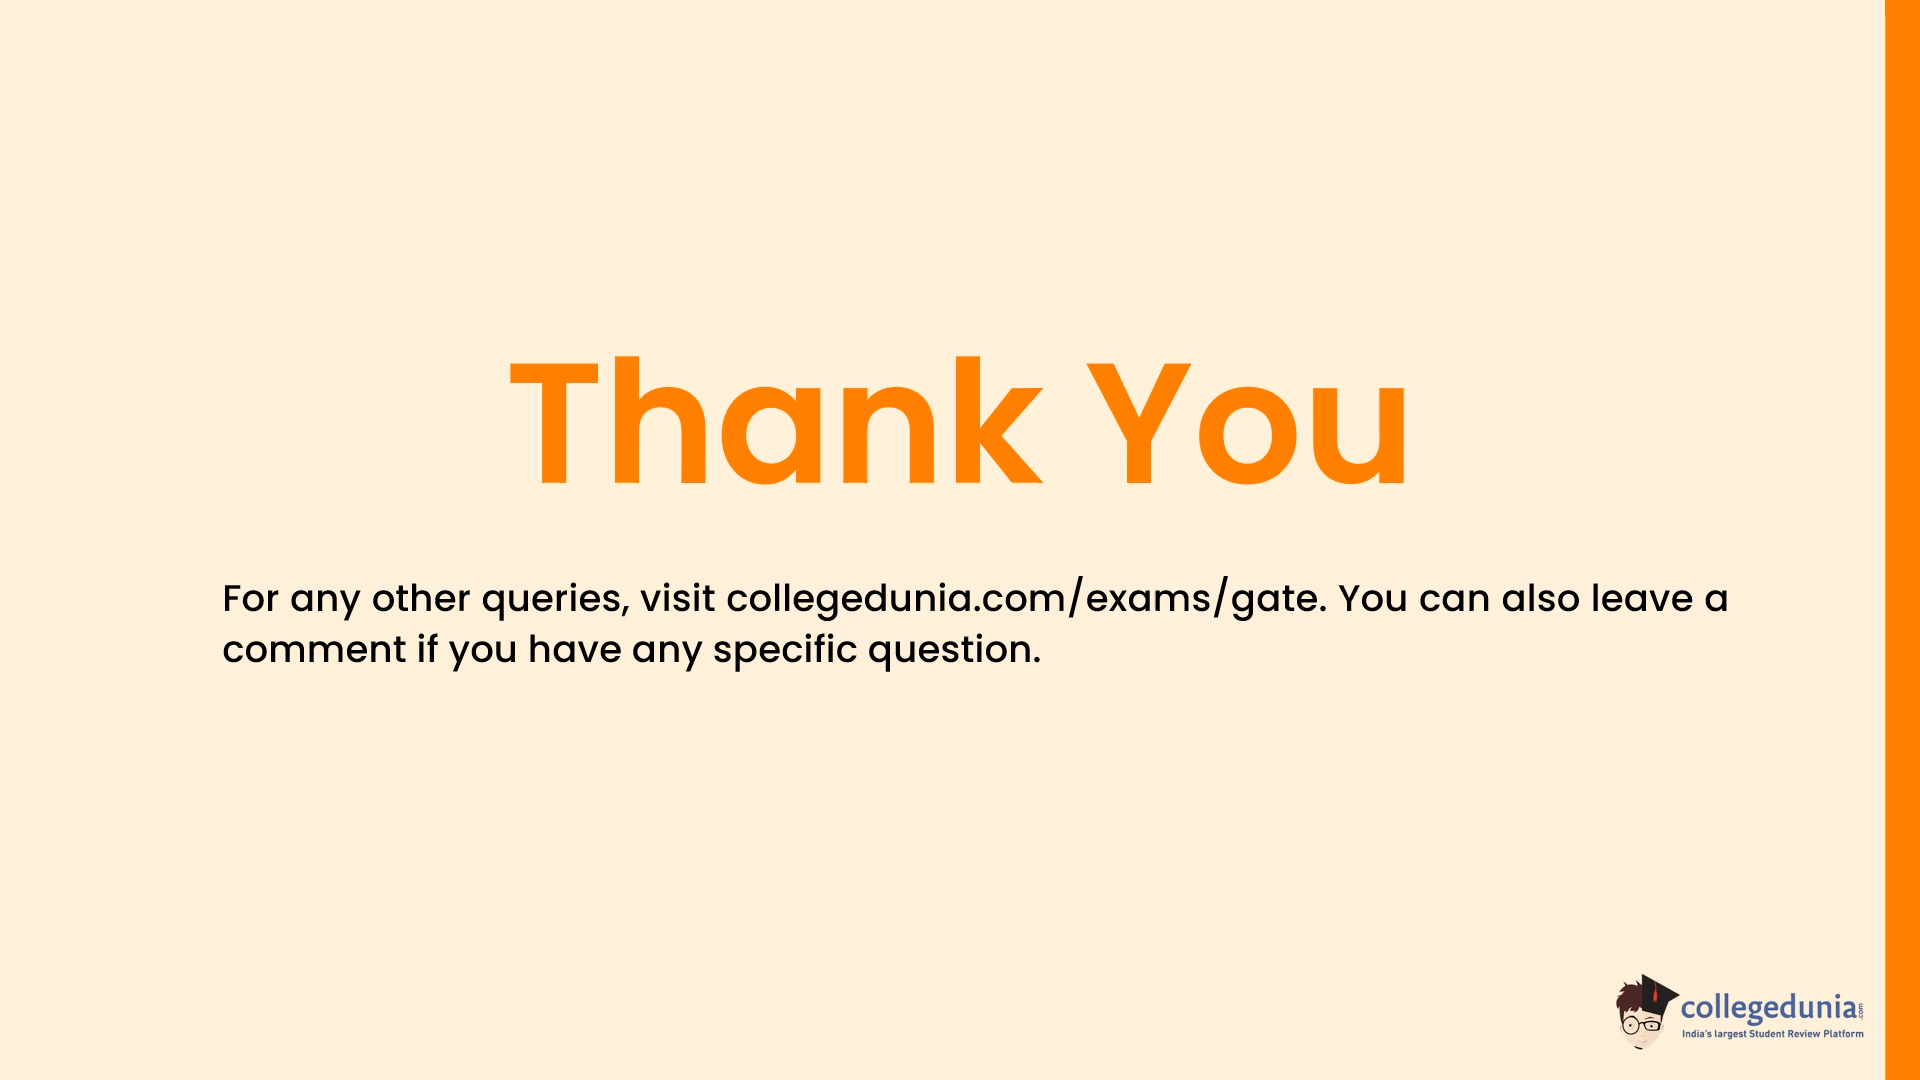 Thank You
For any other queries, visit collegedunia.com/exams/gate. You can also leave a
comment if you have any specific question.
collegedunia.com
India's largest Student Review Platform